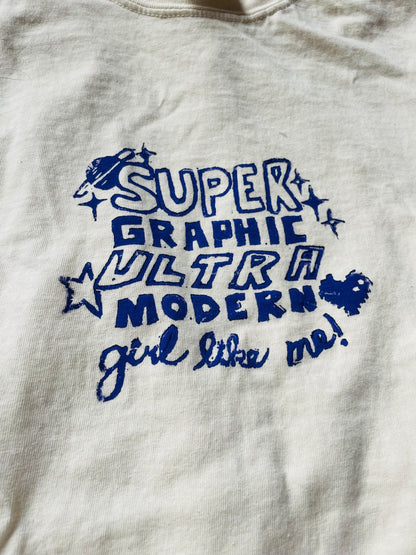 SUPER
GRAPHIC
ULTRA
MODERN
girl like me!